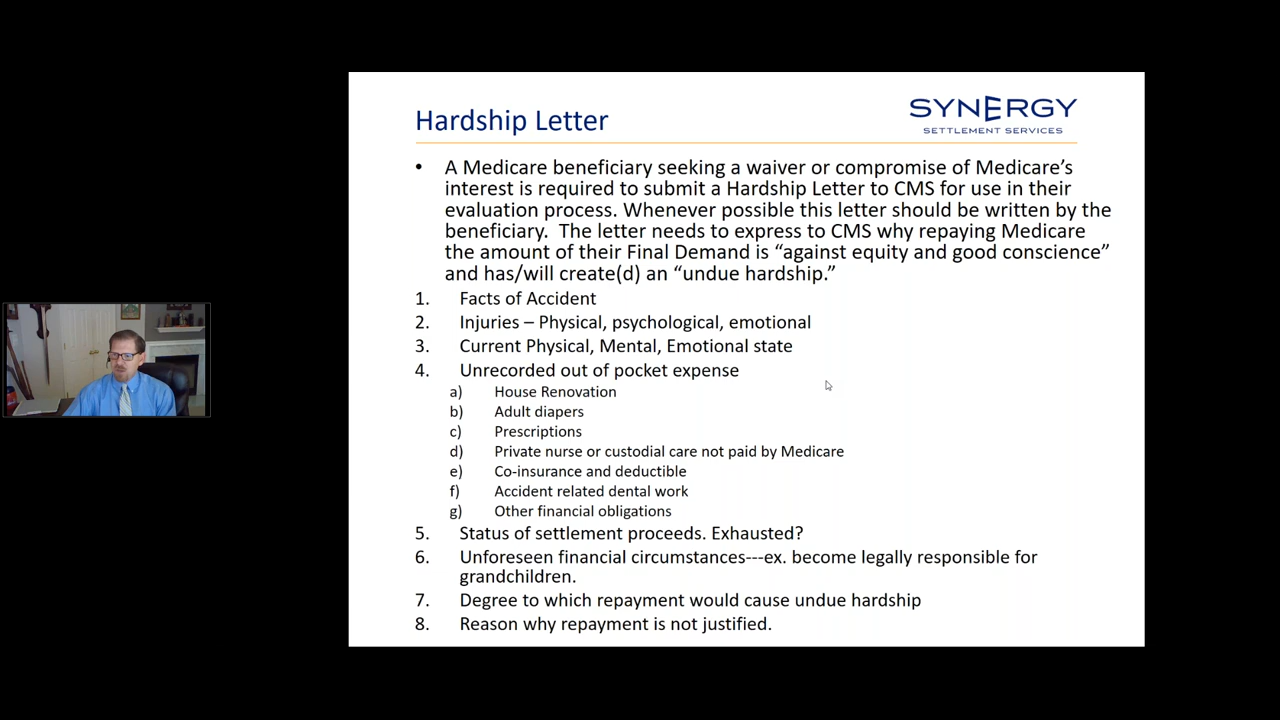 SYNERGY
SETTLEMENT SERVICES
Hardship Letter
• A Medicare beneficiary seeking a waiver or compromise of Medicare’s
interest is required to submit a Hardship Letter to CMS for use in their
evaluation process. Whenever possible this letter should be written by the
beneficiary.  The letter needs to express to CMS why repaying Medicare
the amount of their Final Demand is “against equity and good conscience”
and has/will create(d) an “undue hardship.”
1. Facts of Accident
2. Injuries – Physical, psychological, emotional
3. Current Physical, Mental, Emotional state
4. Unrecorded out of pocket expense
a) House Renovation
b) Adult diapers
c) Prescriptions
d) Private nurse or custodial care not paid by Medicare
e) Co-insurance and deductible
f) Accident related dental work
g) Other financial obligations
5. Status of settlement proceeds. Exhausted?
6. Unforeseen financial circumstances---ex. become legally responsible for
grandchildren.
7. Degree to which repayment would cause undue hardship
8. Reason why repayment is not justified.